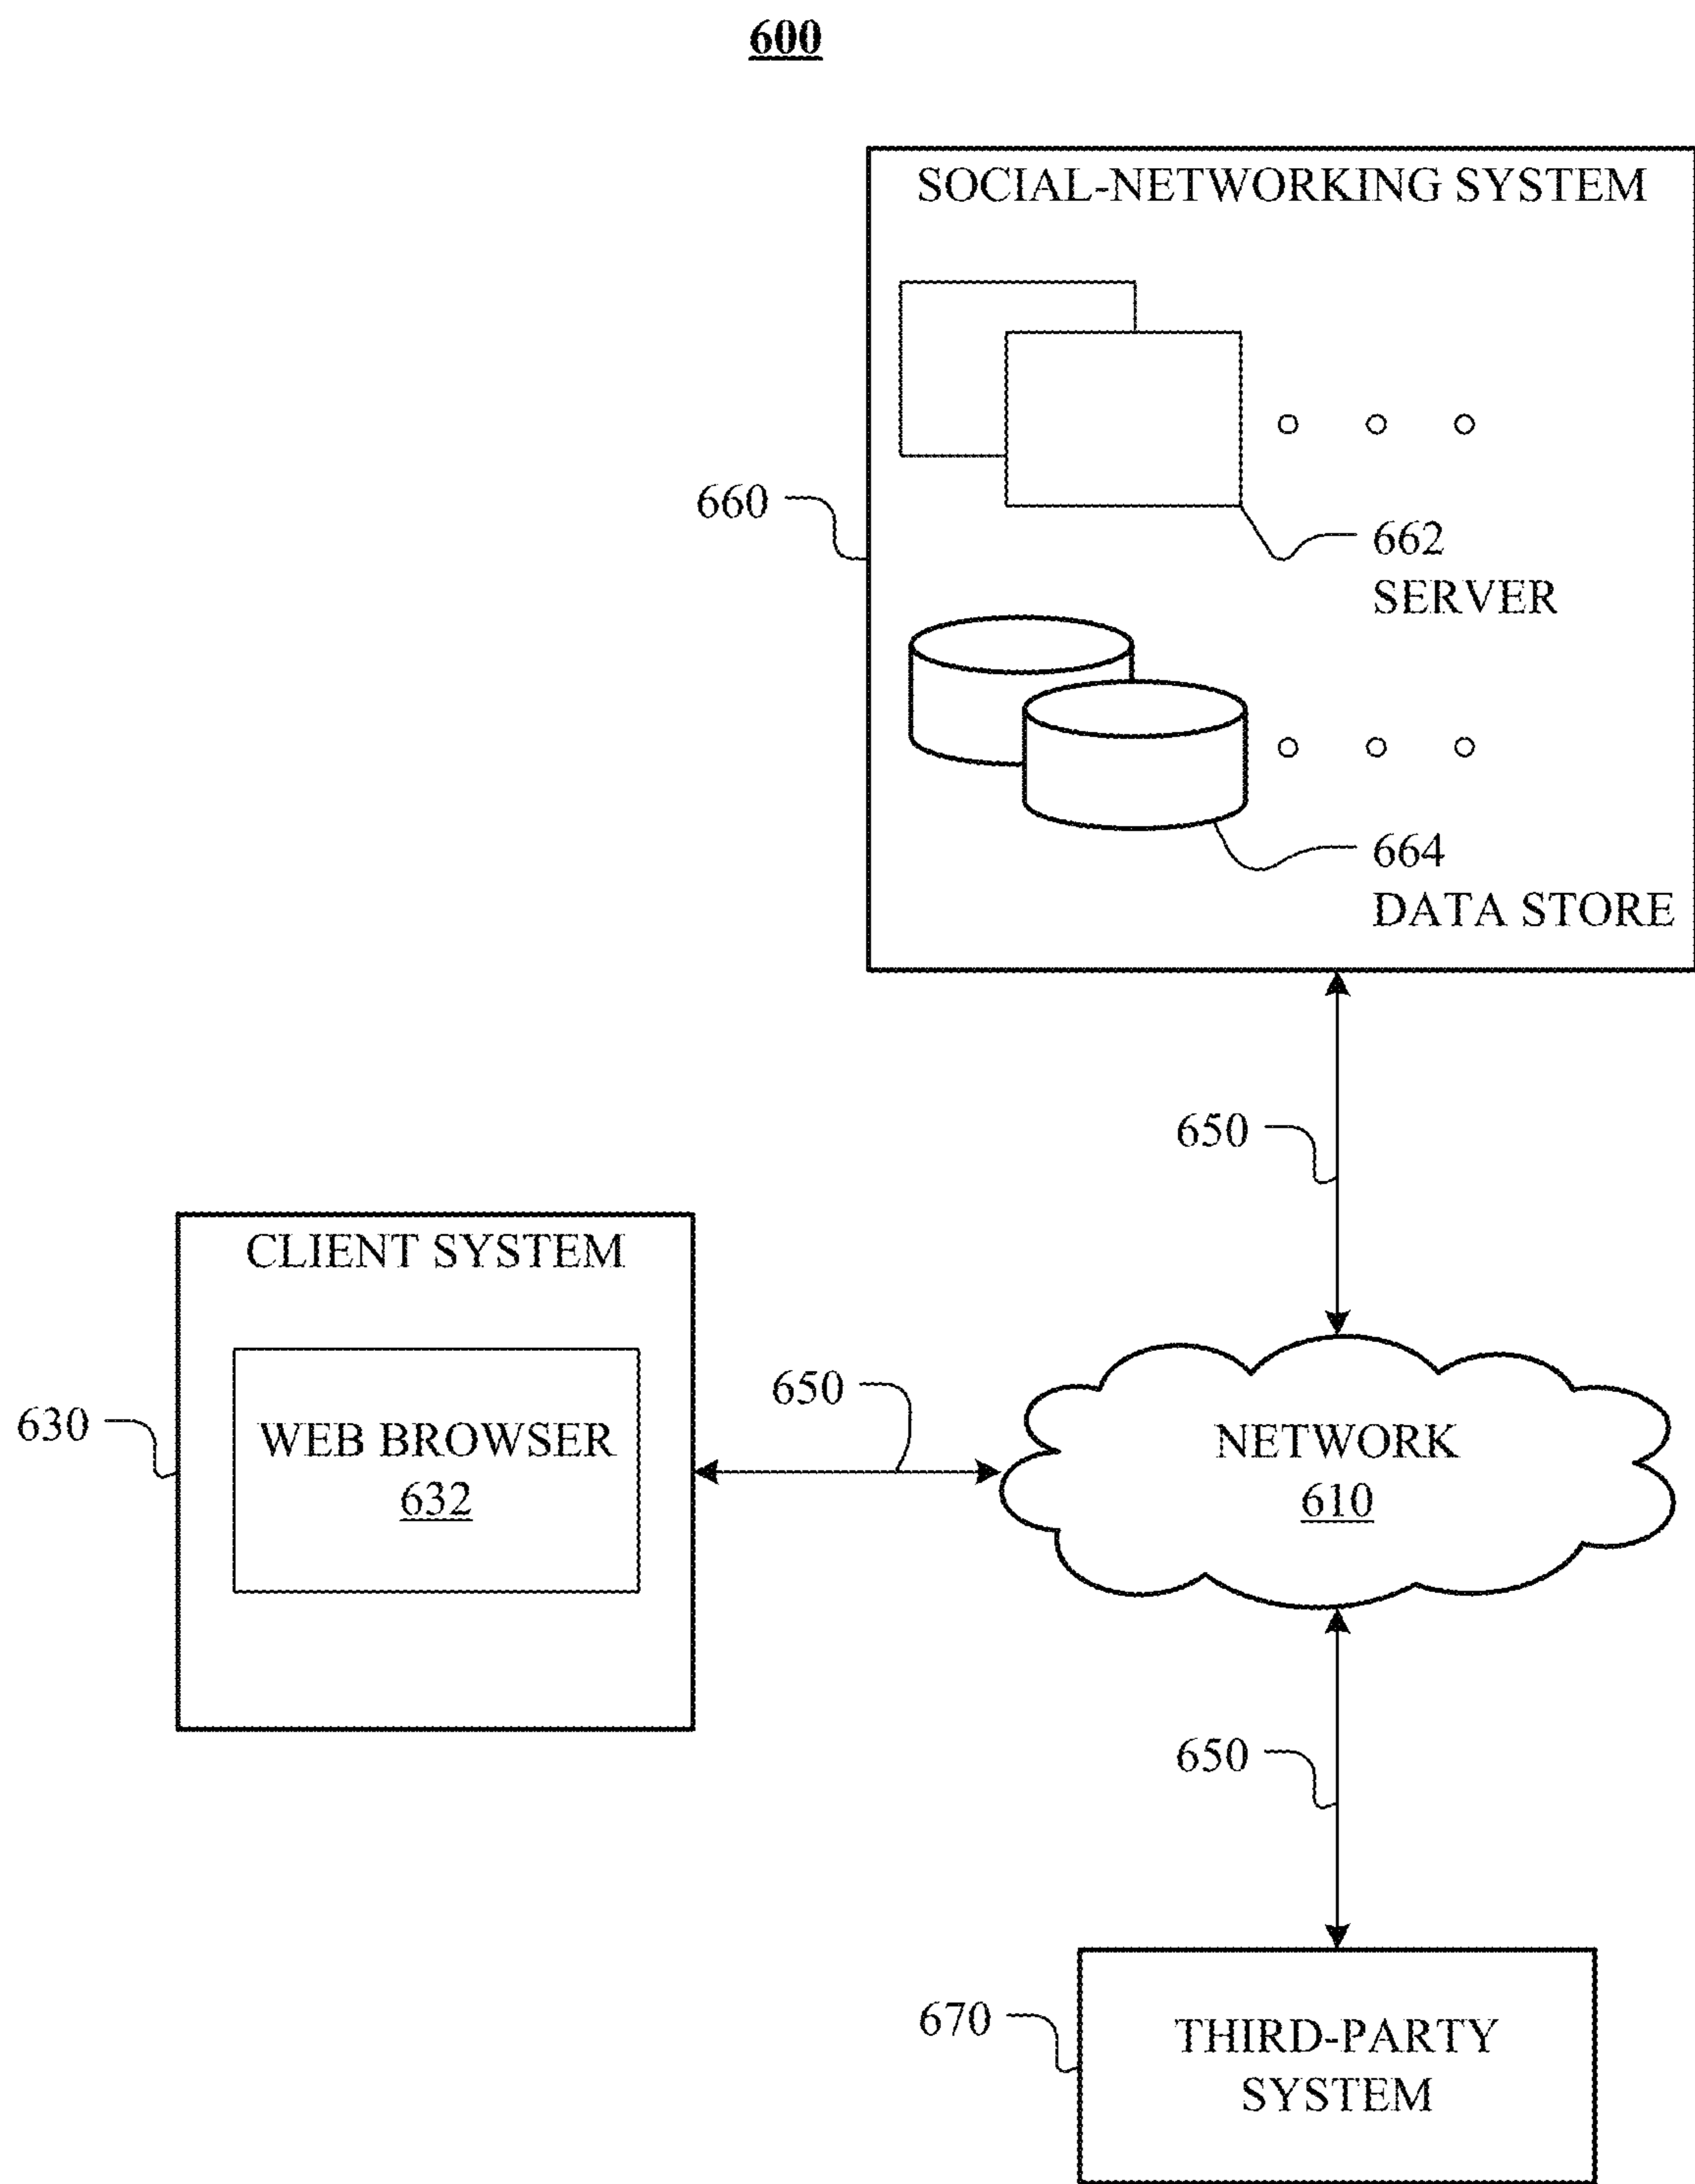 600
SOCIAL-NETWORKING SYSTEM
660
662
SERVER
664
DATA STORE
650
CLIENT SYSTEM
630
WEB BROWSER
632
650
NETWORK
610
650
670
THIRD-PARTY
SYSTEM